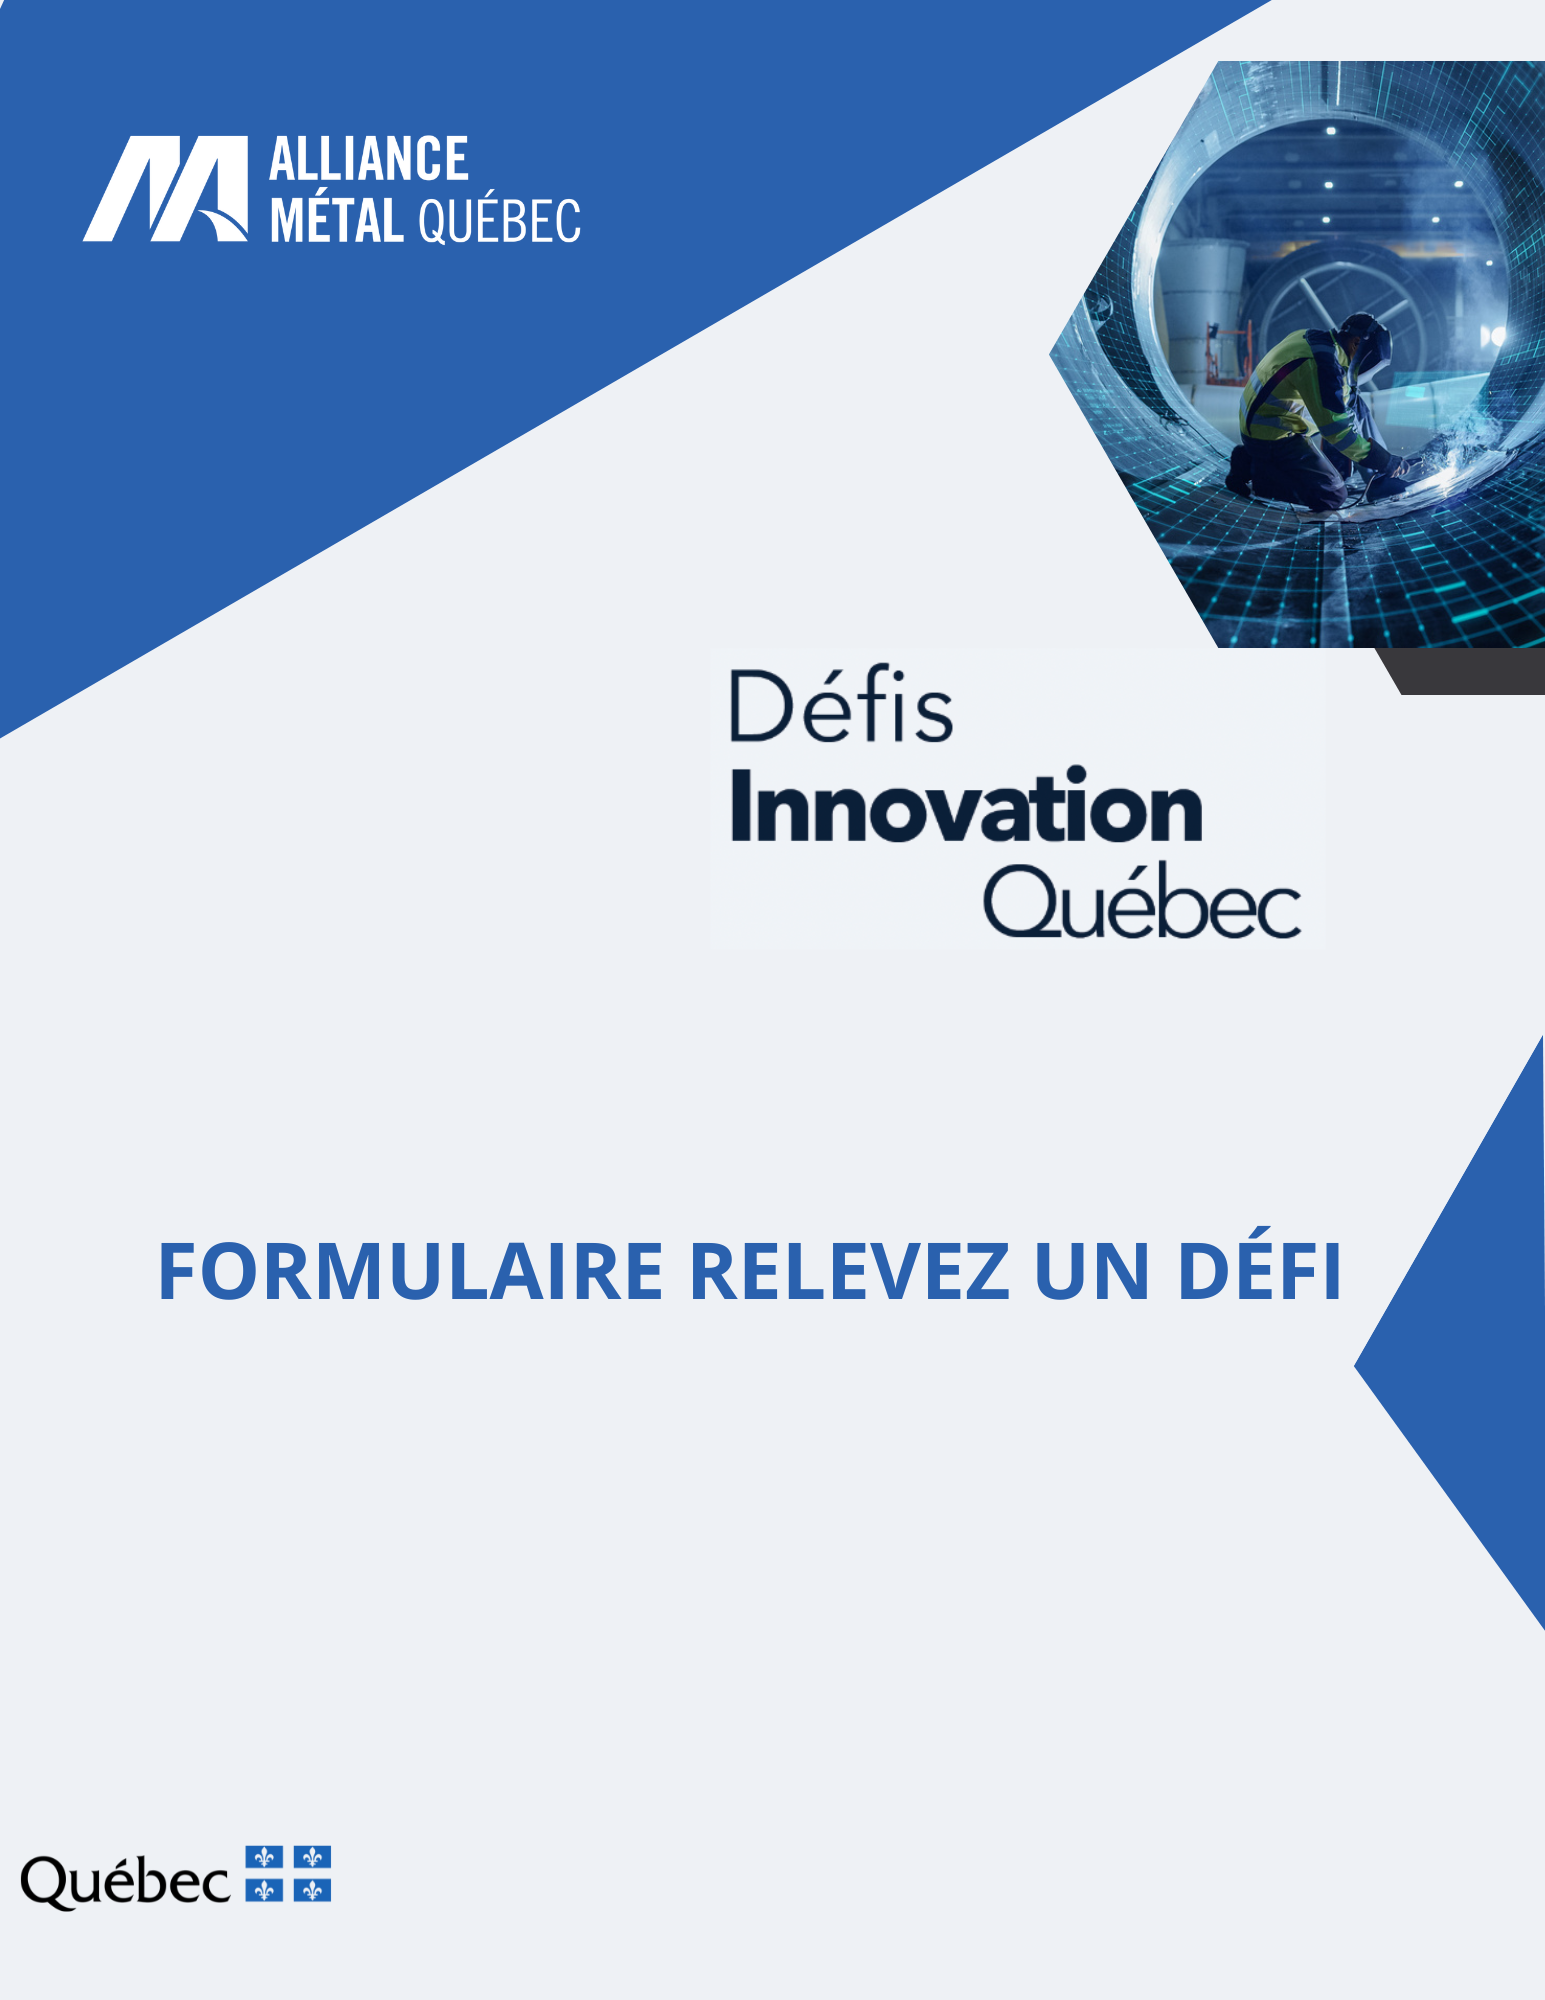 ALLIANCE
MÉTAL QUÉBEC
Défis
Innovation
Québec
FORMULAIRE RELEVEZ UN DÉFI
Québec